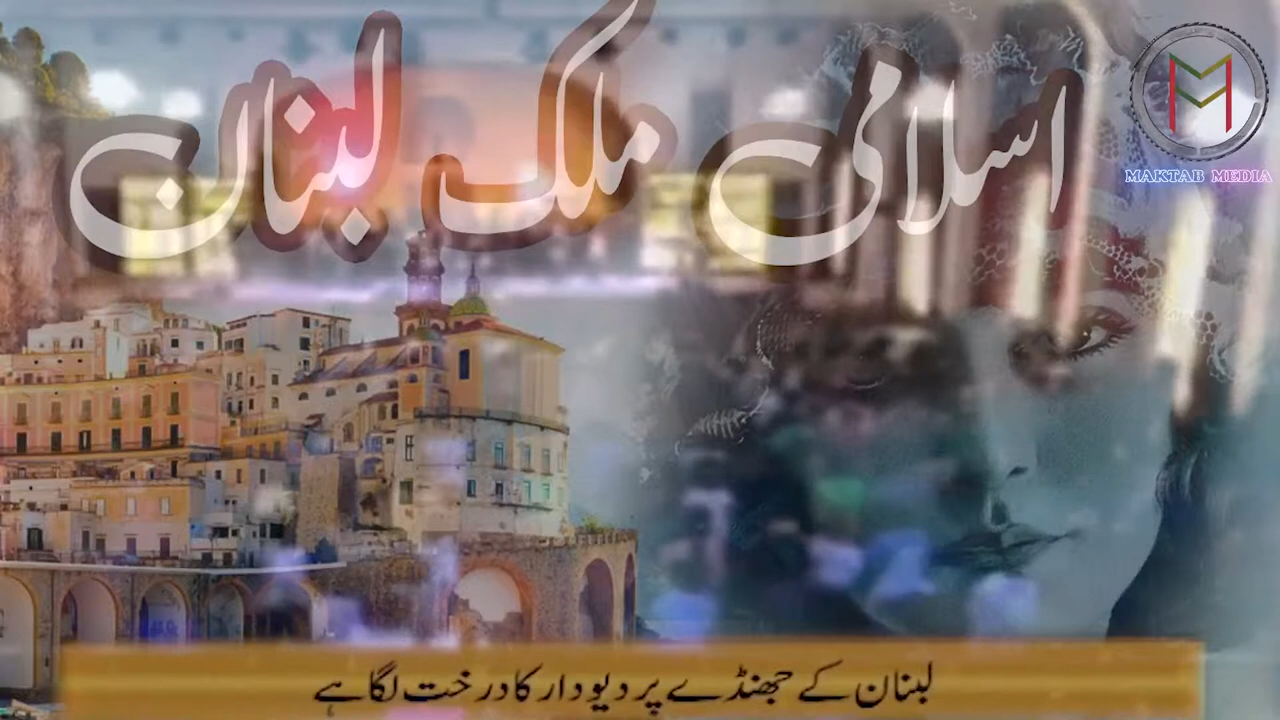 اسلامی ملک لبنان
MAKTAB MEDIA
لبنان کے جھنڈے پر دیودار کا درخت لگا ہے